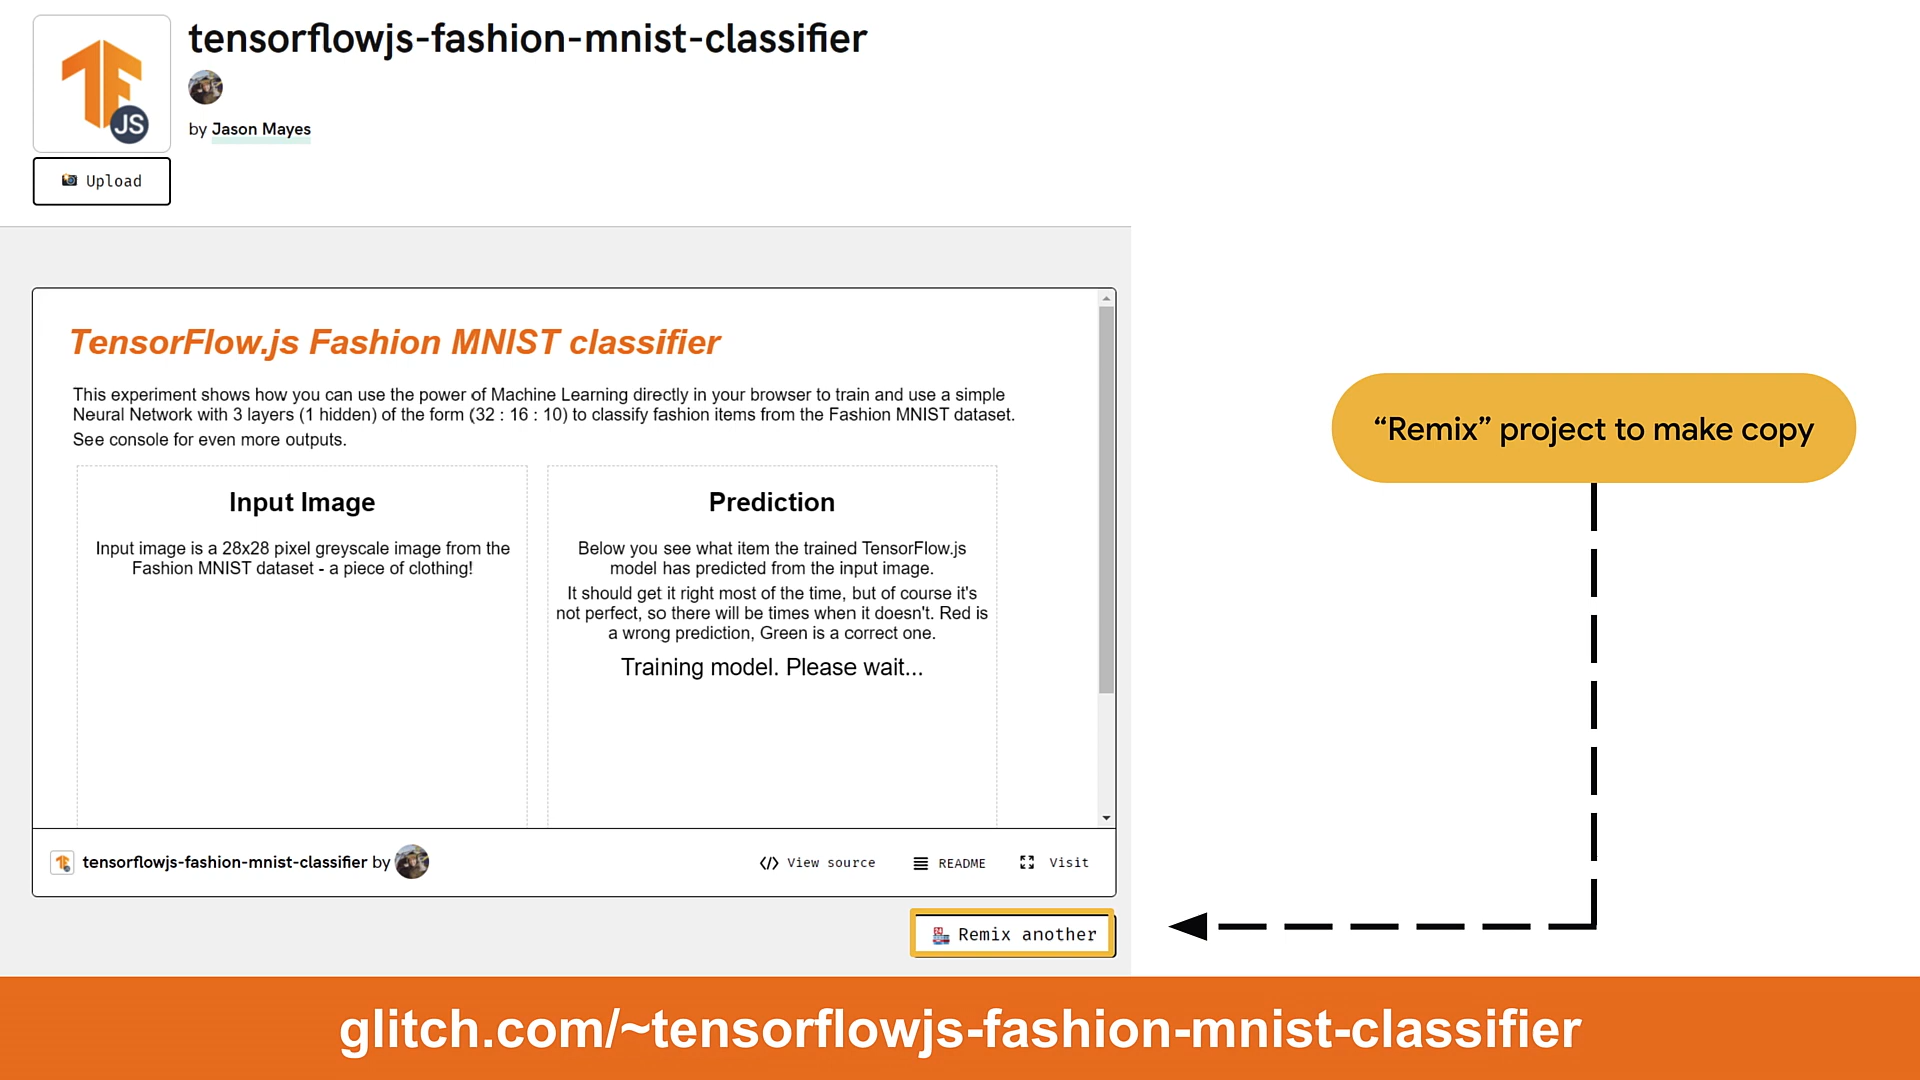 tensorflowjs-fashion-mnist-classifier
JS
by Jason Mayes
Upload
TensorFlow.js Fashion MNIST classifier
This experiment shows how you can use the power of Machine Learning directly in your browser to train and use a simple
Neural Network with 3 layers (1 hidden) of the form (32 : 16 : 10) to classify fashion items from the Fashion MNIST dataset.
See console for even more outputs.
Input Image
Input image is a 28x28 pixel greyscale image from the
Fashion MNIST dataset - a piece of clothing!
Prediction
Below you see what item the trained TensorFlow.js
model has predicted from the input image.
It should get it right most of the time, but of course it's
not perfect, so there will be times when it doesn't. Red is
a wrong prediction, Green is a correct one.
Training model. Please wait...
tensorflowjs-fashion-mnist-classifier by
</> View source
README
Visit
Remix another
“Remix” project to make copy
glitch.com/~tensorflowjs-fashion-mnist-classifier